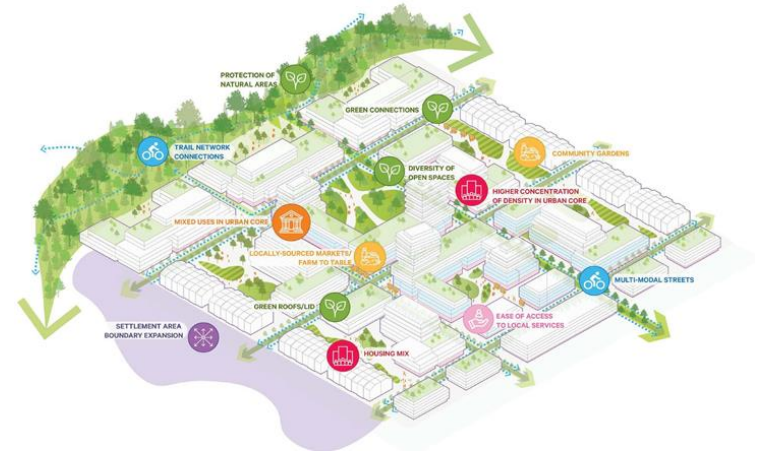 PROTECTION OF
NATURAL AREAS
GREEN CONNECTIONS
TRAIL NETWORK
CONNECTIONS
COMMUNITY GARDENS
DIVERSITY OF
OPEN SPACES
HIGHER CONCENTRATION
OF DENSITY IN URBAN CORE
MIXED USES IN URBAN CORE
LOCALLY-SOURCED MARKETS/
FARM TO TABLE
MULTI-MODAL STREETS
GREEN ROOFS/LID
EASE OF ACCESS
TO LOCAL SERVICES
SETTLEMENT AREA
BOUNDARY EXPANSION
HOUSING MIX